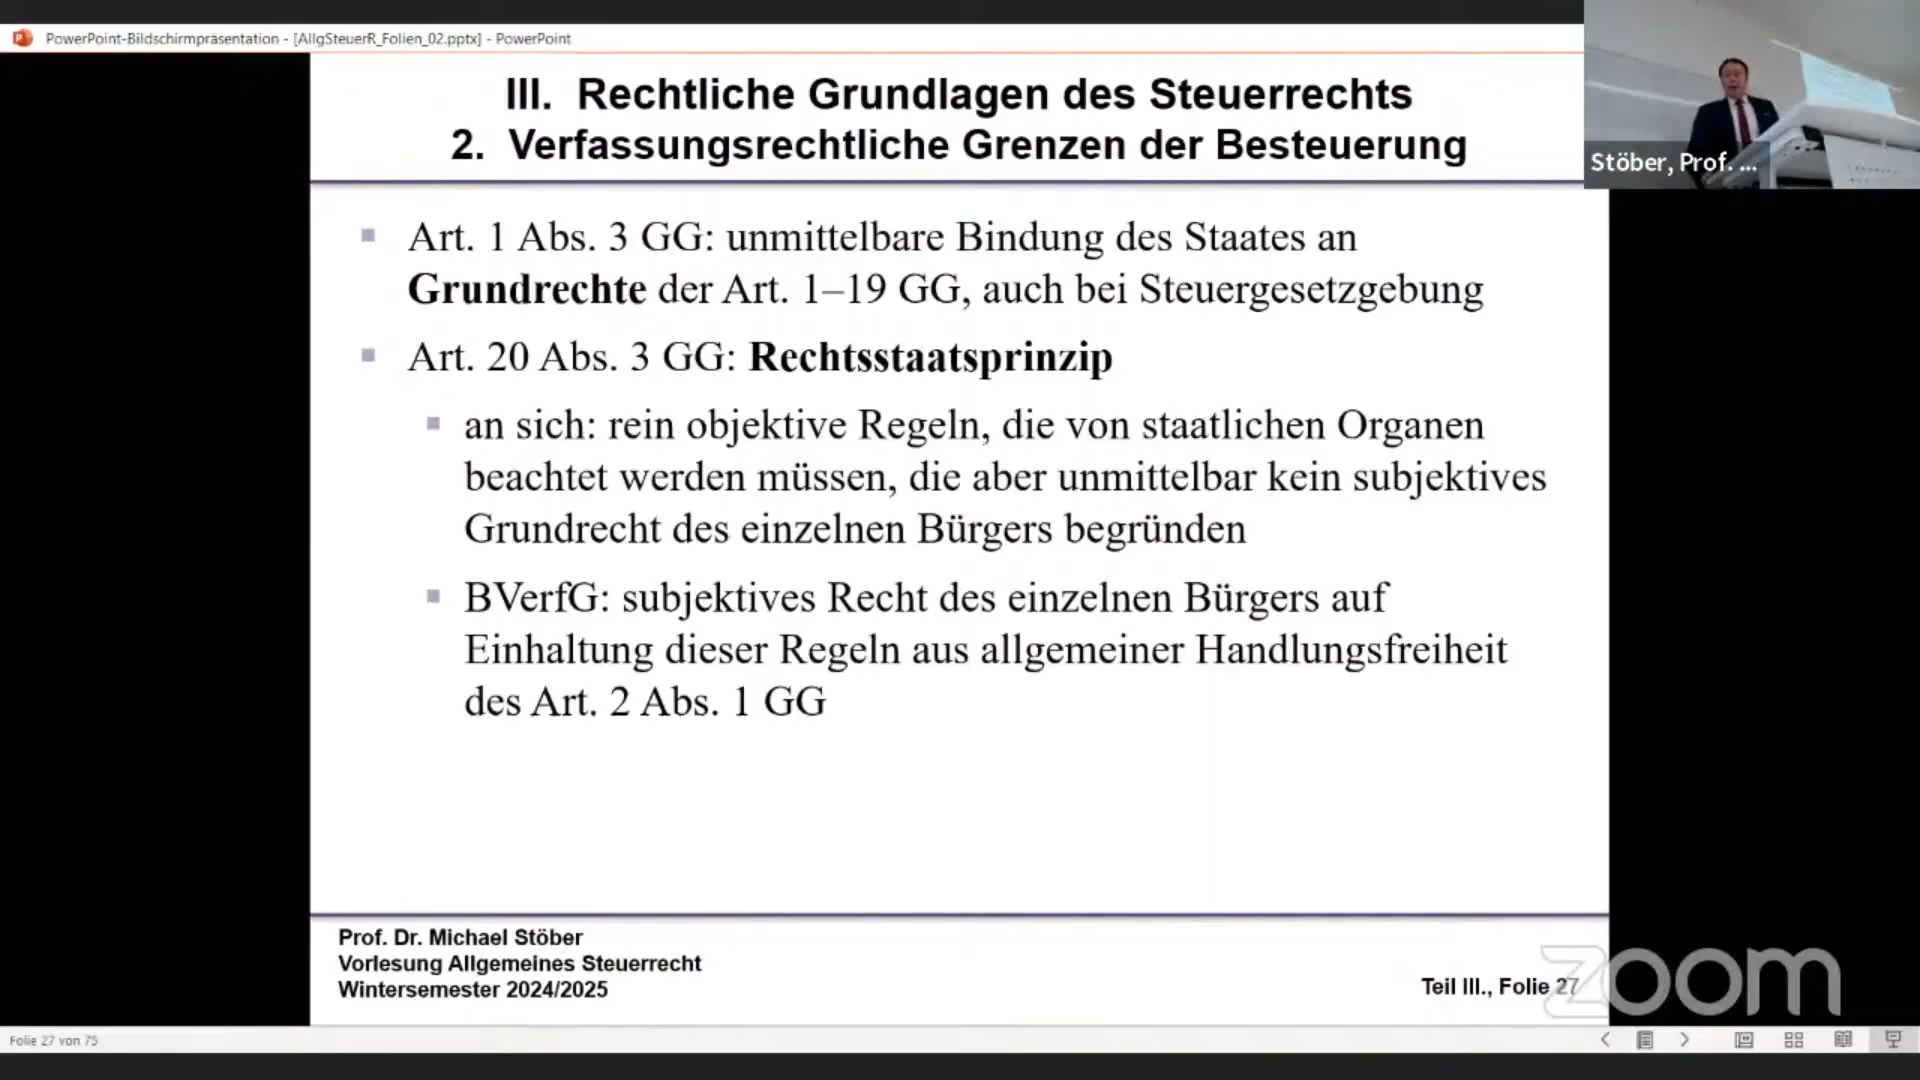 PowerPoint-Bildschirmpräsentation - [AllgSteuerR_Folien_02.pptx] - PowerPoint
III. Rechtliche Grundlagen des Steuerrechts
2. Verfassungsrechtliche Grenzen der Besteuerung
Stöber, Prof. ...
Art. 1 Abs. 3 GG: unmittelbare Bindung des Staates an
Grundrechte der Art. 1–19 GG, auch bei Steuergesetzgebung
Art. 20 Abs. 3 GG: Rechtsstaatsprinzip
an sich: rein objektive Regeln, die von staatlichen Organen
beachtet werden müssen, die aber unmittelbar kein subjektives
Grundrecht des einzelnen Bürgers begründen
BVerfG: subjektives Recht des einzelnen Bürgers auf
Einhaltung dieser Regeln aus allgemeiner Handlungsfreiheit
des Art. 2 Abs. 1 GG
Prof. Dr. Michael Stöber
Vorlesung Allgemeines Steuerrecht
Wintersemester 2024/2025
Teil III., Folie 27
zoom
Folie 27 von 75